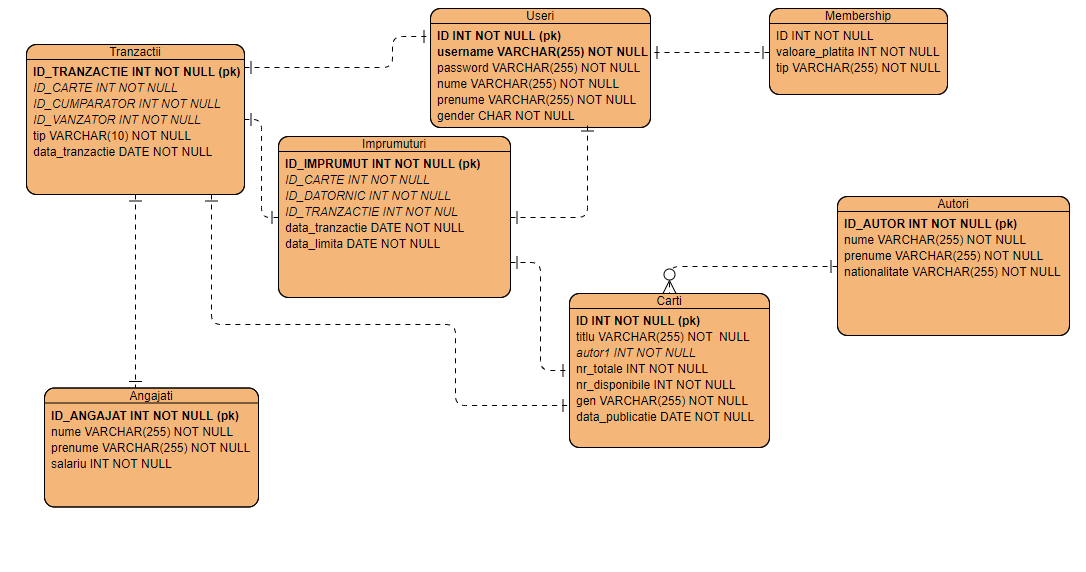 Useri
ID INT NOT NULL (pk)
username VARCHAR(255) NOT NULL
password VARCHAR(255) NOT NULL
nume VARCHAR(255) NOT NULL
prenume VARCHAR(255) NOT NULL
gender CHAR NOT NULL
Membership
ID INT NOT NULL
valoare_platita INT NOT NULL
tip VARCHAR(255) NOT NULL
Tranzactii
ID_TRANZACTIE INT NOT NULL (pk)
ID_CARTE INT NOT NULL
ID_CUMPARATOR INT NOT NULL
ID_VANZATOR INT NOT NULL
tip VARCHAR(10) NOT NULL
data_tranzactie DATE NOT NULL
Imprumuturi
ID_IMPRUMUT INT NOT NULL (pk)
ID_CARTE INT NOT NULL
ID_DATORNIC INT NOT NULL
ID_TRANZACTIE INT NOT NUL
data_tranzactie DATE NOT NULL
data_limita DATE NOT NULL
Autori
ID_AUTOR INT NOT NULL (pk)
nume VARCHAR(255) NOT NULL
prenume VARCHAR(255) NOT NULL
nationalitate VARCHAR(255) NOT NULL
Carti
ID INT NOT NULL (pk)
titlu VARCHAR(255) NOT  NULL
autor1 INT NOT NULL
nr_totale INT NOT NULL
nr_disponibile INT NOT NULL
gen VARCHAR(255) NOT NULL
data_publicatie DATE NOT NULL
Angajati
ID_ANGAJAT INT NOT NULL (pk)
nume VARCHAR(255) NOT NULL
prenume VARCHAR(255) NOT NULL
salariu INT NOT NULL